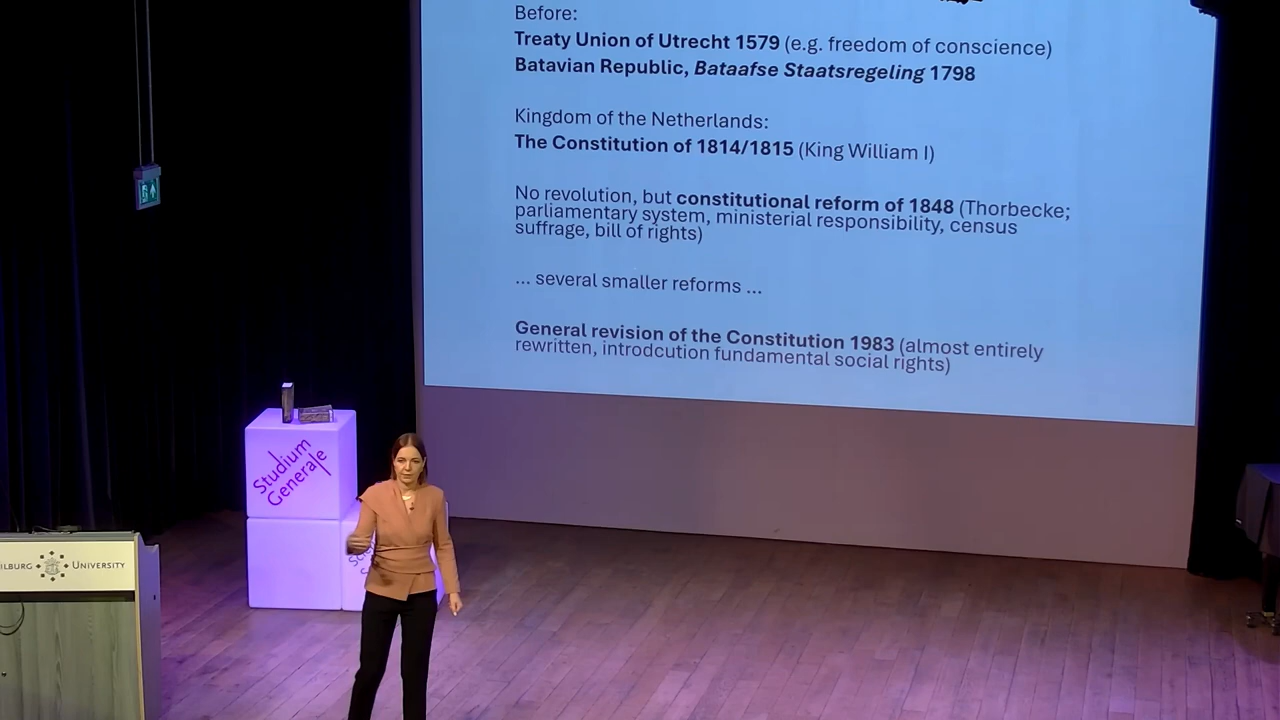 Before:
Treaty Union of Utrecht 1579 (e.g. freedom of conscience)
Batavian Republic, Bataafse Staatsregeling 1798
Kingdom of the Netherlands:
The Constitution of 1814/1815 (King William I)
No revolution, but constitutional reform of 1848 (Thorbecke;
parliamentary system, ministerial responsibility, census
suffrage, bill of rights)
... several smaller reforms ...
General revision of the Constitution 1983 (almost entirely
rewritten, introdcution fundamental social rights)
Studium
Generale
ILBURG UNIVERSITY